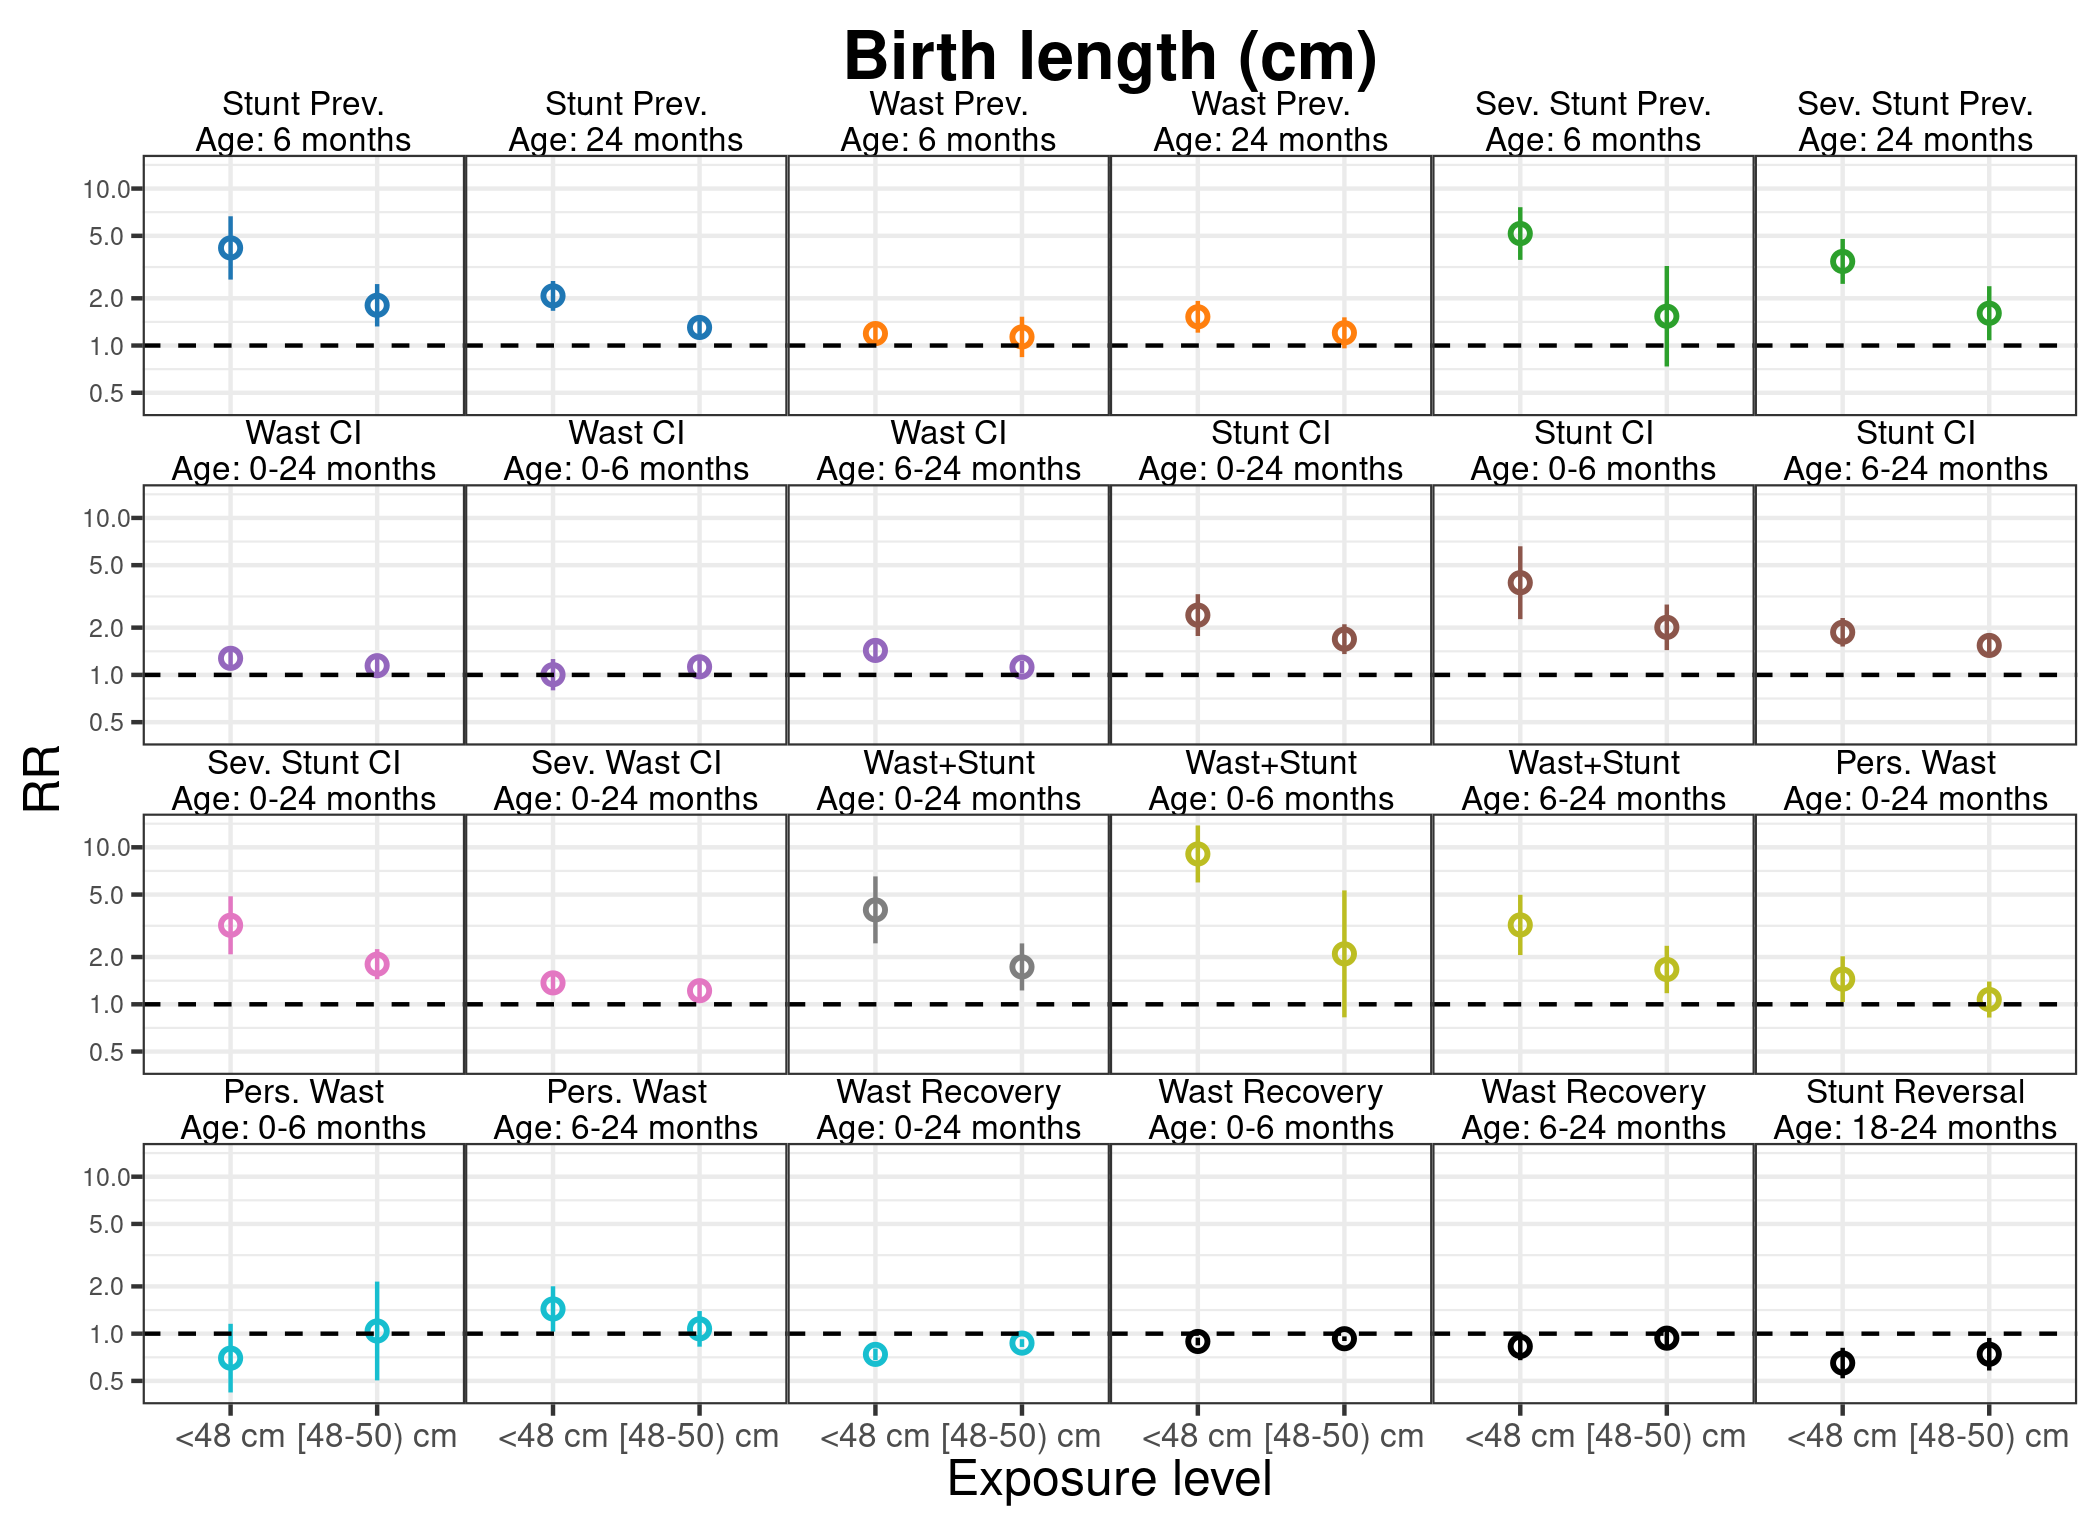 Birth length (cm)
Stunt Prev.
Age: 6 months
Stunt Prev.
Age: 24 months
Wast Prev.
Age: 6 months
Wast Prev.
Age: 24 months
Sev. Stunt Prev.
Age: 6 months
Sev. Stunt Prev.
Age: 24 months
10.0
5.0
2.0
1.0
0.5
Wast CI
Age: 0-24 months
Wast CI
Age: 0-6 months
Wast CI
Age: 6-24 months
Stunt CI
Age: 0-24 months
Stunt CI
Age: 0-6 months
Stunt CI
Age: 6-24 months
10.0
5.0
2.0
1.0
0.5
RR
Sev. Stunt CI
Age: 0-24 months
Sev. Wast CI
Age: 0-24 months
Wast+Stunt
Age: 0-24 months
Wast+Stunt
Age: 0-6 months
Wast+Stunt
Age: 6-24 months
Pers. Wast
Age: 0-24 months
10.0
5.0
2.0
1.0
0.5
Pers. Wast
Age: 0-6 months
Pers. Wast
Age: 6-24 months
Wast Recovery
Age: 0-24 months
Wast Recovery
Age: 0-6 months
Wast Recovery
Age: 6-24 months
Stunt Reversal
Age: 18-24 months
10.0
5.0
2.0
1.0
0.5
<48 cm [48-50) cm
<48 cm [48-50) cm
<48 cm [48-50) cm
<48 cm [48-50) cm
<48 cm [48-50) cm
<48 cm [48-50) cm
Exposure level